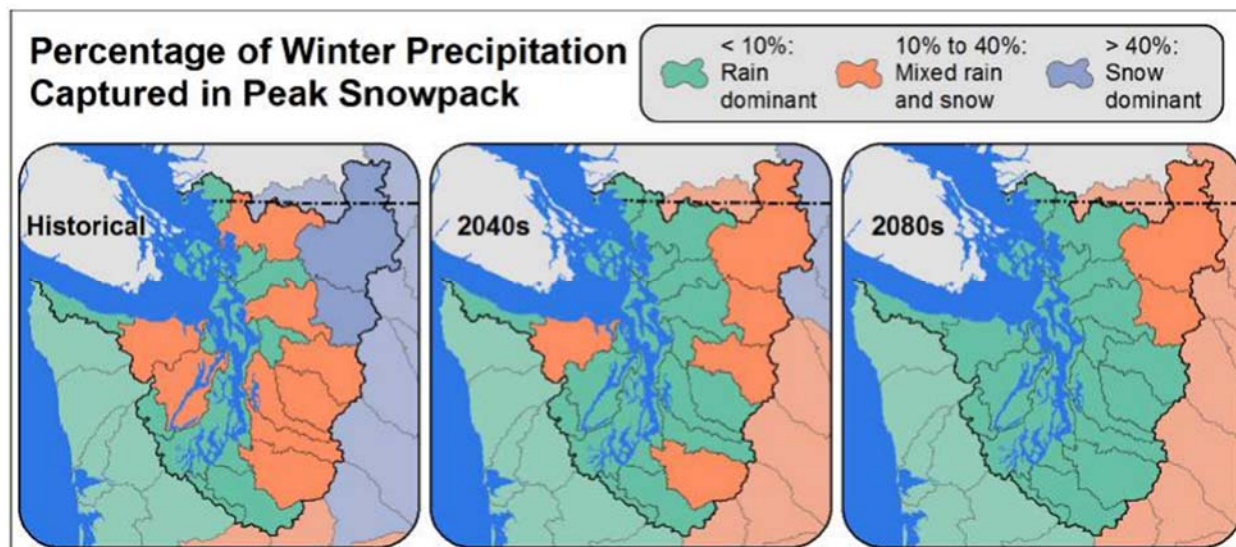 Percentage of Winter Precipitation
Captured in Peak Snowpack
< 10%:
Rain
dominant
10% to 40%:
Mixed rain
and snow
> 40%:
Snow
dominant
Historical
2040s
2080s